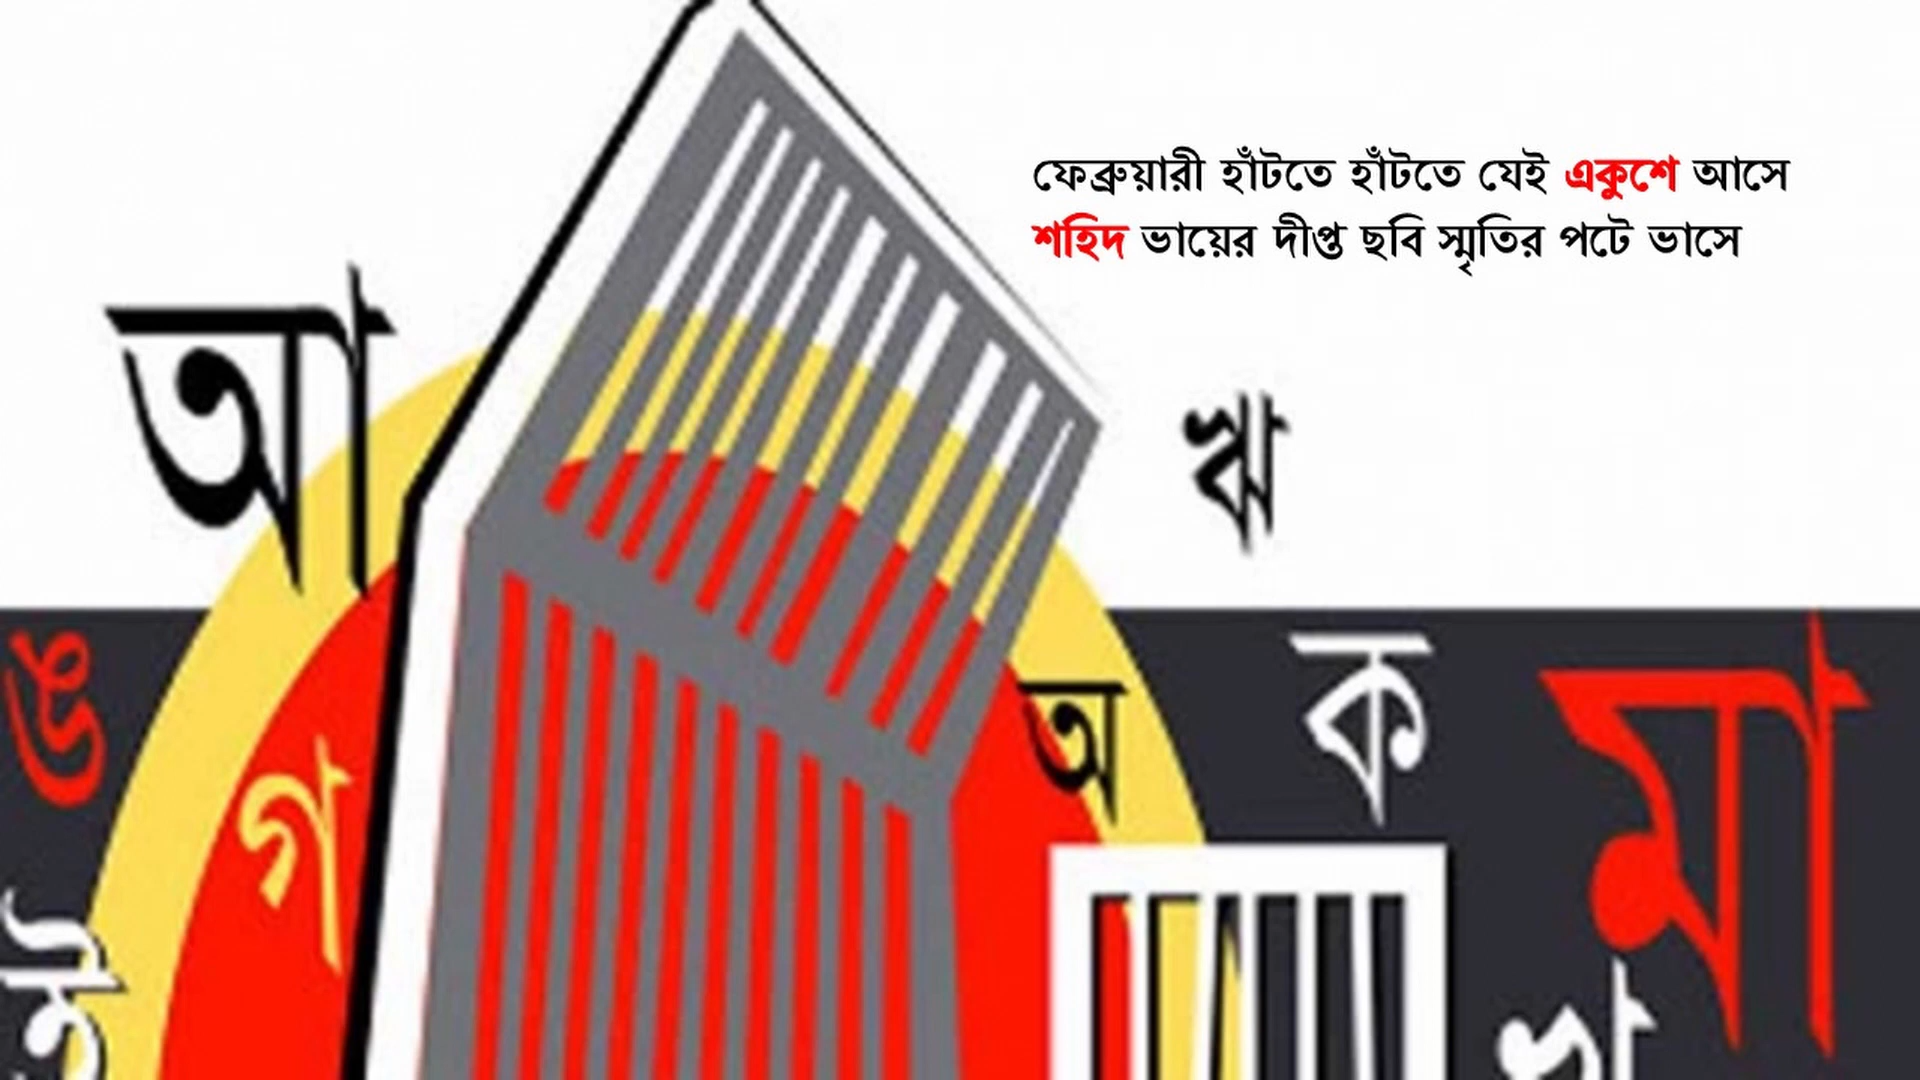 ফেব্রুয়ারী হাঁটতে হাঁটতে যেই একুশে আসে
শহিদ ভায়ের দীপ্ত ছবি স্মৃতির পটে ভাসে
আ
ঋ
ঙ
অ
ক
মা
গ
ই
খ